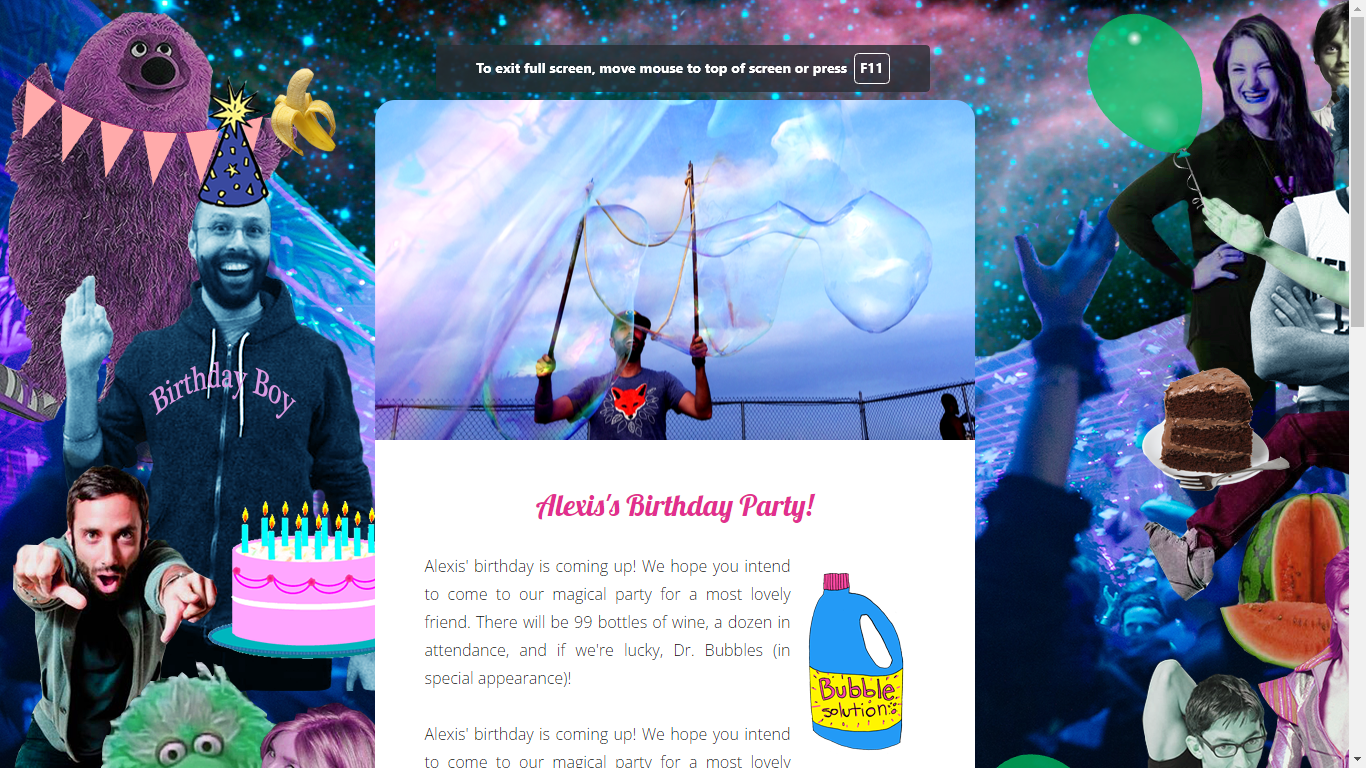 To exit full screen, move mouse to top of screen or press F11
Birthday Boy
Alexis's Birthday Party!
Alexis' birthday is coming up! We hope you intend
to come to our magical party for a most lovely
friend. There will be 99 bottles of wine, a dozen in
attendance, and if we're lucky, Dr. Bubbles (in
special appearance)!
Bubble
solution
Alexis' birthday is coming up! We hope you intend
to come to our magical party for a most lovely